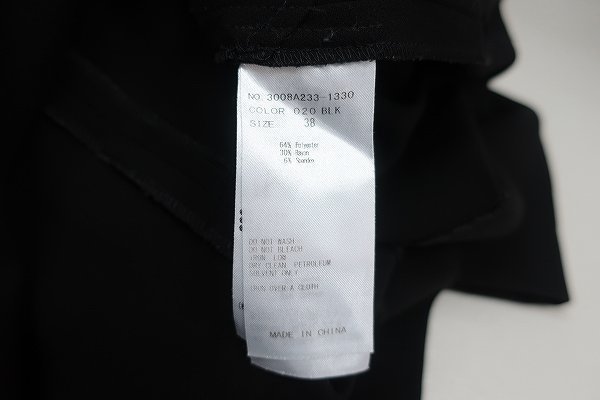 NO. 3008A233-1330
COLOR 020 BLK
SIZE 38
64% Polyester
30% Rayon
6% Spandex
DO NOT WASH
DO NOT BLEACH
IRON LOW
DRY CLEAN PETROLEUM
SOLVENT ONLY
IRON OVER A CLOTH
MADE IN CHINA